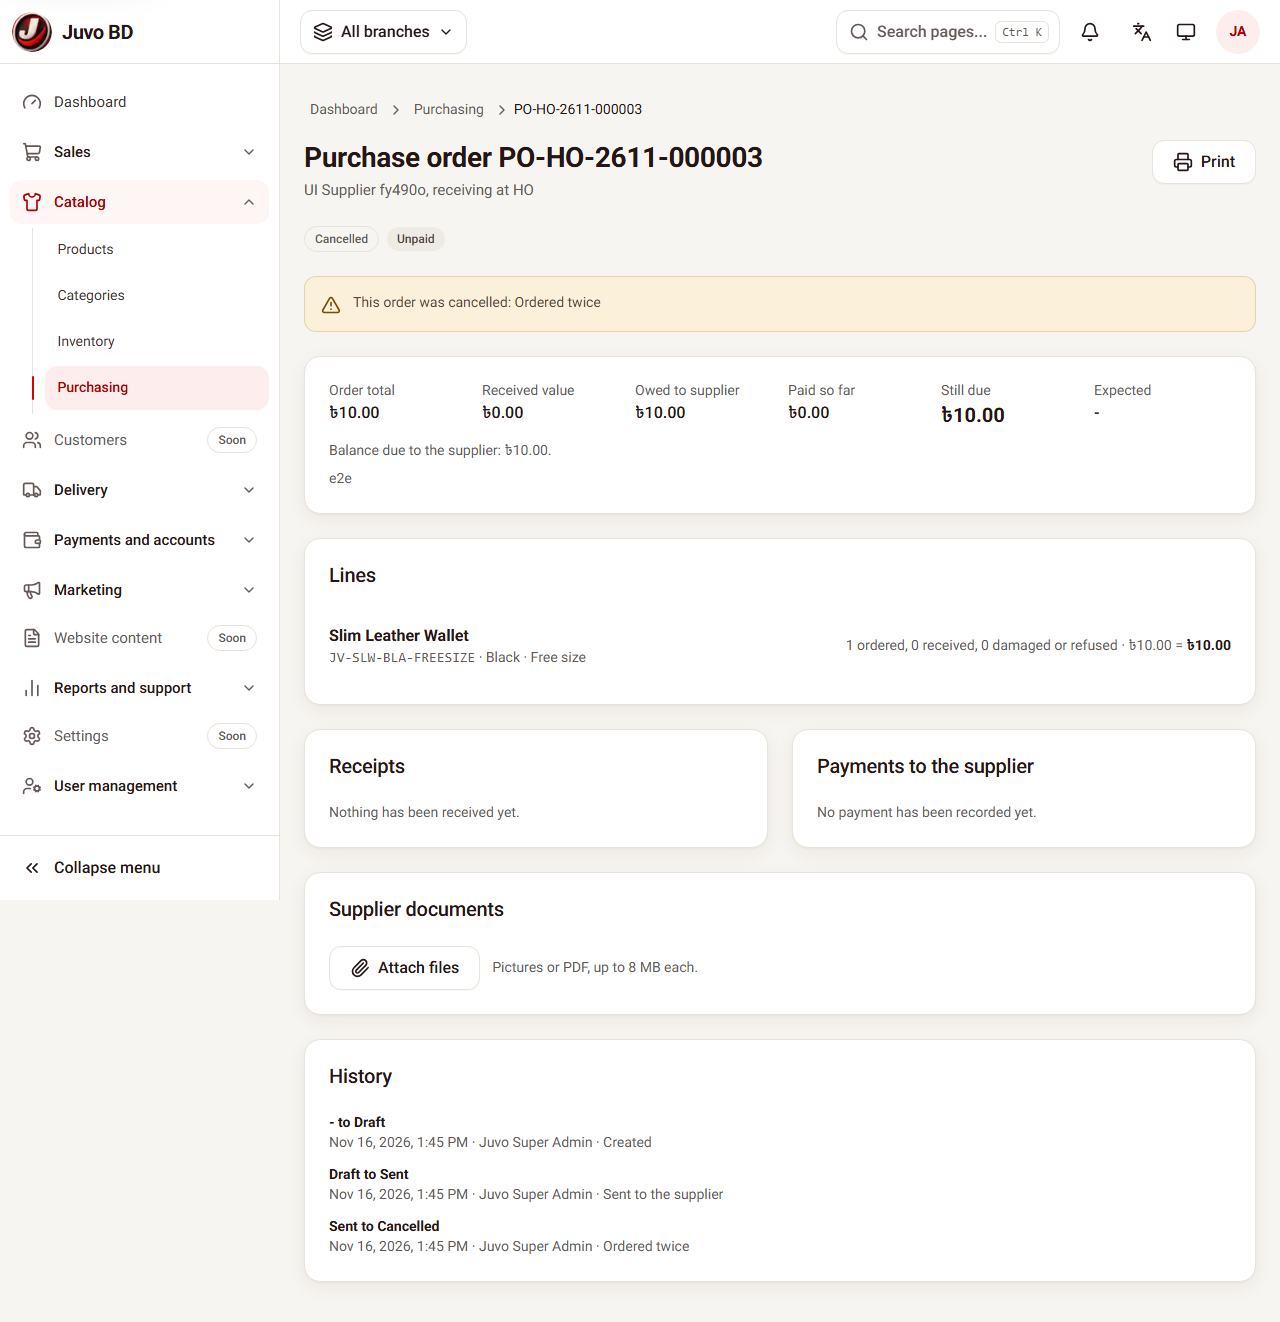 Juvo BD
All branches
Search pages... Ctrl K
JA
Dashboard
Sales
Catalog
Products
Categories
Inventory
Purchasing
Customers Soon
Delivery
Payments and accounts
Marketing
Website content Soon
Reports and support
Settings Soon
User management
Collapse menu
Dashboard > Purchasing > PO-HO-2611-000003
Purchase order PO-HO-2611-000003
Print
UI Supplier fy490o, receiving at HO
Cancelled Unpaid
This order was cancelled: Ordered twice
Order total Received value Owed to supplier Paid so far Still due Expected
৳10.00 ৳0.00 ৳10.00 ৳0.00 ৳10.00 -
Balance due to the supplier: ৳10.00.
e2e
Lines
Slim Leather Wallet
JV-SLW-BLA-FREESIZE · Black · Free size
1 ordered, 0 received, 0 damaged or refused · ৳10.00 = ৳10.00
Receipts
Nothing has been received yet.
Payments to the supplier
No payment has been recorded yet.
Supplier documents
Attach files Pictures or PDF, up to 8 MB each.
History
- to Draft
Nov 16, 2026, 1:45 PM · Juvo Super Admin · Created
Draft to Sent
Nov 16, 2026, 1:45 PM · Juvo Super Admin · Sent to the supplier
Sent to Cancelled
Nov 16, 2026, 1:45 PM · Juvo Super Admin · Ordered twice